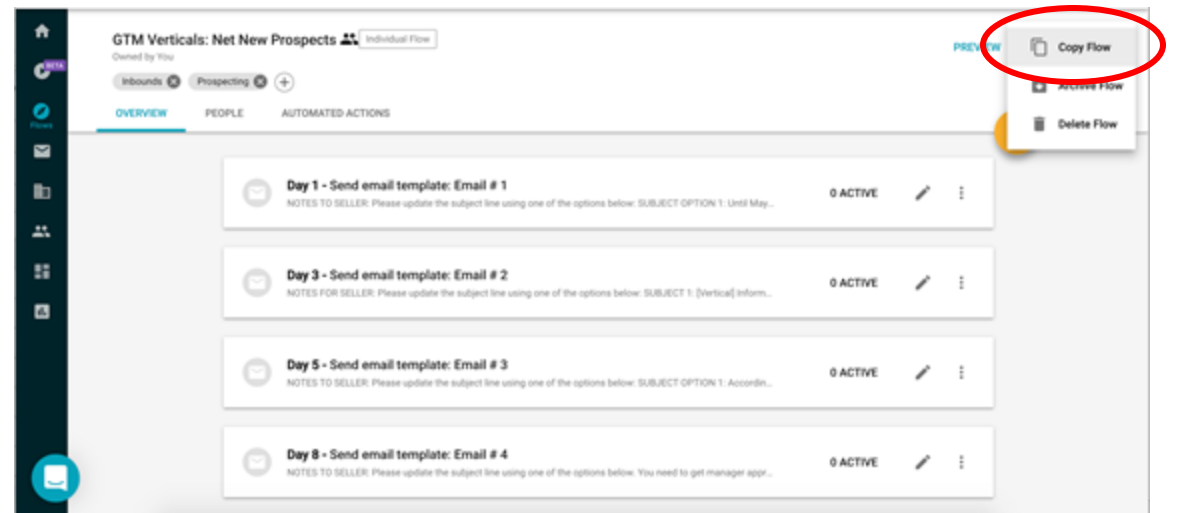 GTM Verticals: Net New Prospects Individual Flow
Owned by You
Inbounds Prospecting
OVERVIEW PEOPLE AUTOMATED ACTIONS
PREVIEW
Copy Flow
Archive Flow
Delete Flow
BETA
Flows
Day 1 - Send email template: Email # 1
NOTES TO SELLER: Please update the subject line using one of the options below: SUBJECT OPTION 1: Until May...
0 ACTIVE
Day 3 - Send email template: Email # 2
NOTES FOR SELLER: Please update the subject line using one of the options below: SUBJECT 1: [Vertical] Inform...
0 ACTIVE
Day 5 - Send email template: Email # 3
NOTES TO SELLER: Please update the subject line using one of the options below: SUBJECT OPTION 1: Accordin...
0 ACTIVE
Day 8 - Send email template: Email # 4
NOTES TO SELLER: Please update the subject line using one of the options below. You need to get manager appr...
0 ACTIVE